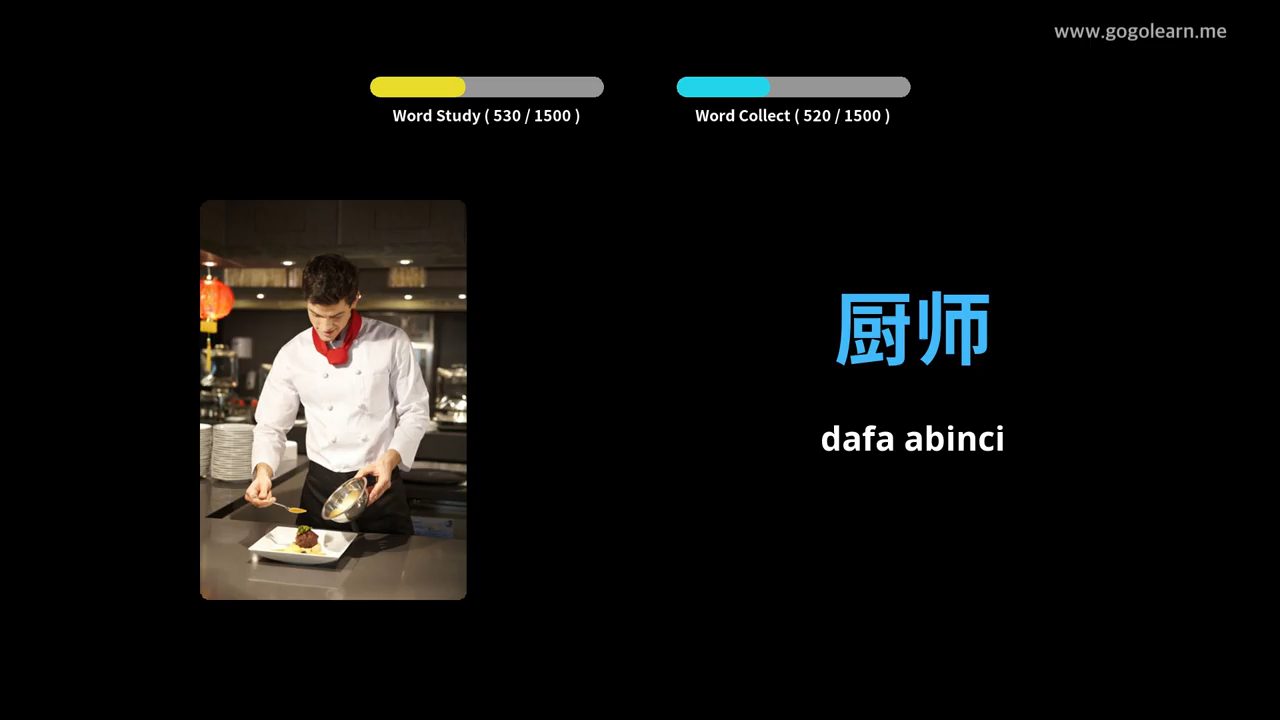 www.gogolearn.me
Word Study ( 530 / 1500 )
Word Collect ( 520 / 1500 )
厨师
dafa abinci